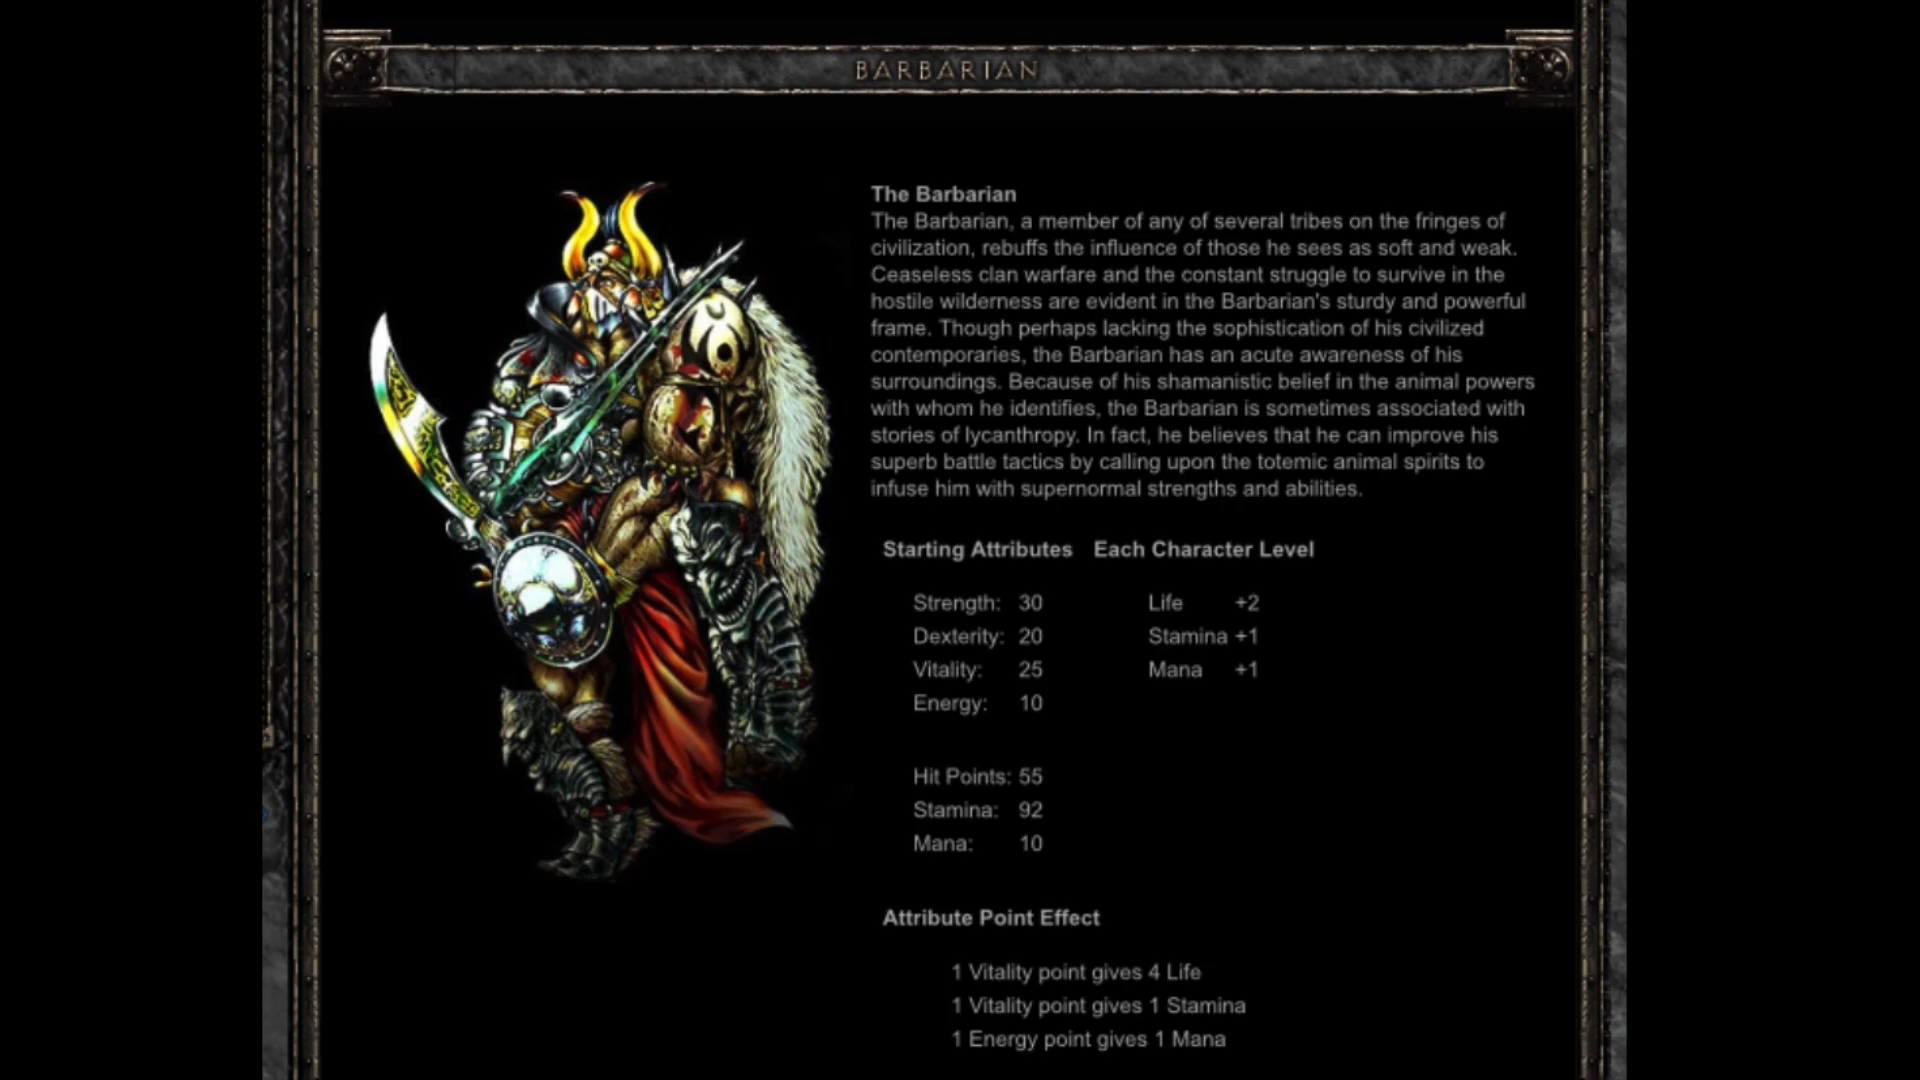 BARBARIAN
The Barbarian
The Barbarian, a member of any of several tribes on the fringes of
civilization, rebuffs the influence of those he sees as soft and weak.
Ceaseless clan warfare and the constant struggle to survive in the
hostile wilderness are evident in the Barbarian's sturdy and powerful
frame. Though perhaps lacking the sophistication of his civilized
contemporaries, the Barbarian has an acute awareness of his
surroundings. Because of his shamanistic belief in the animal powers
with whom he identifies, the Barbarian is sometimes associated with
stories of lycanthropy. In fact, he believes that he can improve his
superb battle tactics by calling upon the totemic animal spirits to
infuse him with supernormal strengths and abilities.
Starting Attributes Each Character Level
Strength: 30 Life +2
Dexterity: 20 Stamina +1
Vitality: 25 Mana +1
Energy: 10
Hit Points: 55
Stamina: 92
Mana: 10
Attribute Point Effect
1 Vitality point gives 4 Life
1 Vitality point gives 1 Stamina
1 Energy point gives 1 Mana